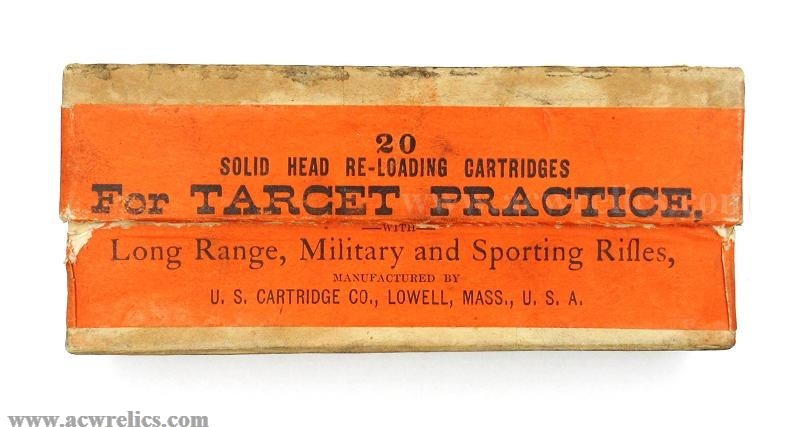 20
SOLID HEAD RE-LOADING CARTRIDGES
For TARGET PRACTICE,
—WITH—
Long Range, Military and Sporting Rifles,
MANUFACTURED BY
U. S. CARTRIDGE CO., LOWELL, MASS., U. S. A.
www.acwrelics.com